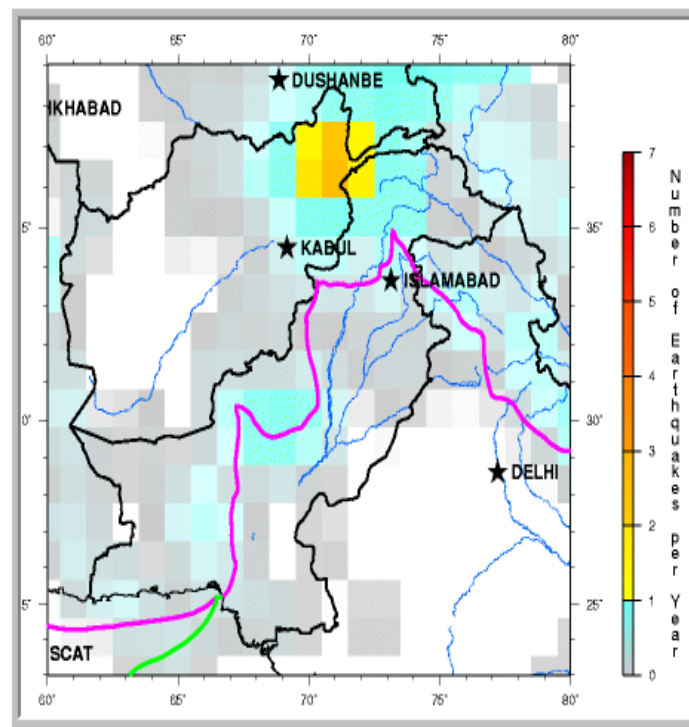 60° 65° 70° 75° 80°
DUSHANBE
IKHABAD
7
6
5° 35°
KABUL
5
ISLAMABAD
4
0° 30°
3
DELHI
2
5° 25°
1
SCAT
0
60° 65° 70° 75° 80°
Number of Earthquakes per Year